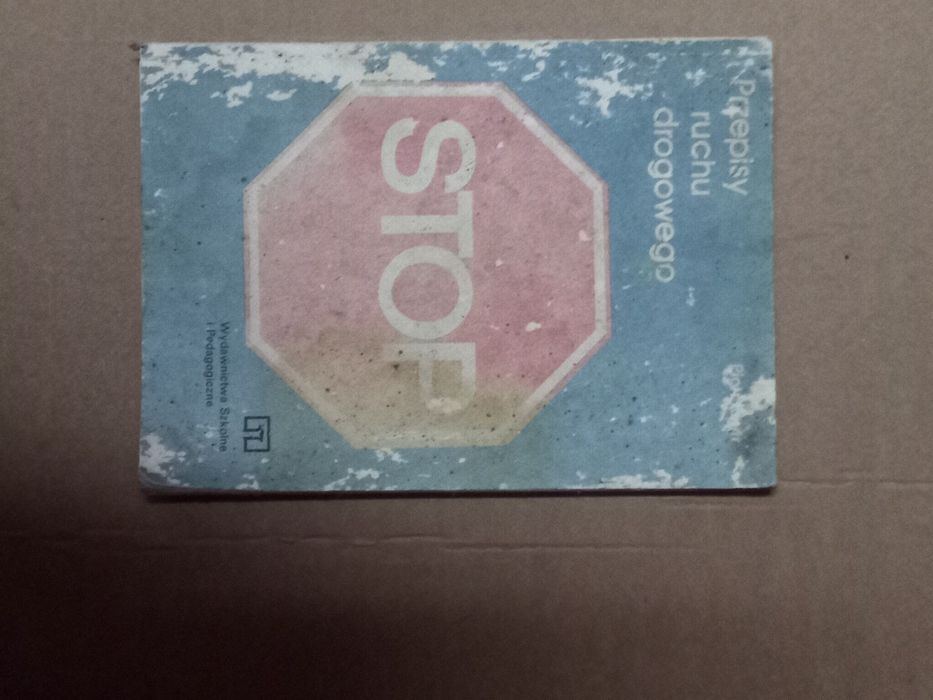 Przepisy
ruchu
drogowego
STOP
Wydawnictwa Szkolne
i Pedagogiczne